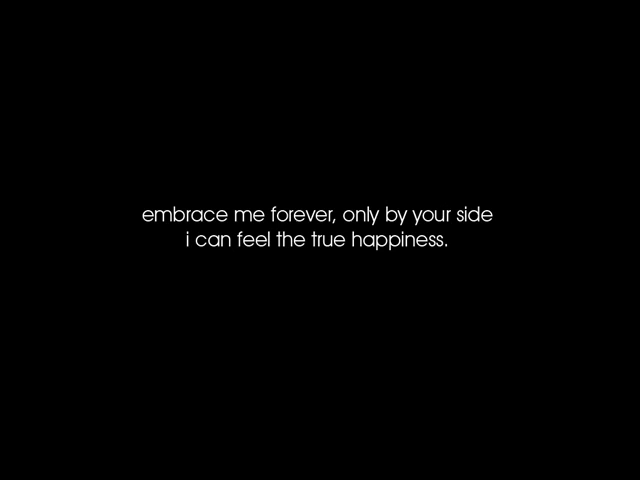 embrace me forever, only by your side
i can feel the true happiness.